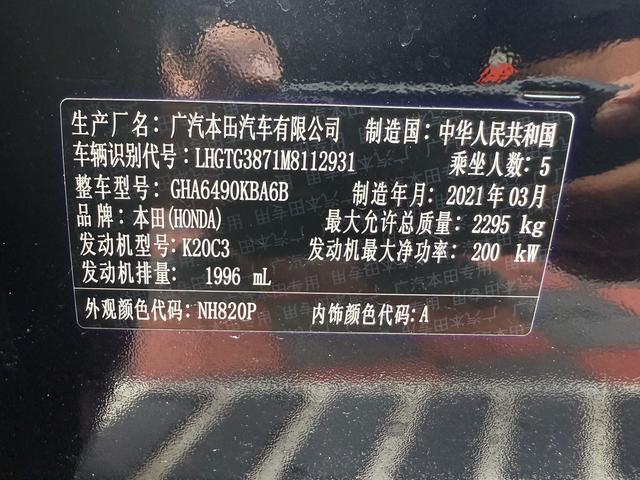 生产厂名：广汽本田汽车有限公司 制造国：中华人民共和国
车辆识别代号：LHGTG3871M8112931 乘坐人数：5
整车型号：GHA6490KBA6B 制造年月：2021年03月
品牌：本田(HONDA) 最大允许总质量：2295 kg
发动机型号：K20C3 发动机最大净功率：200 kW
发动机排量： 1996 mL
外观颜色代码：NH820P 内饰颜色代码：A